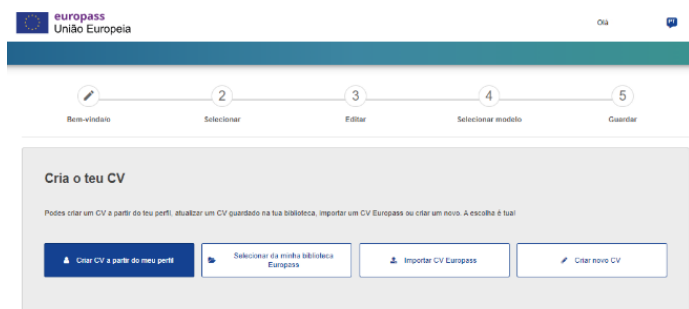 europass
União Europeia
Olá
PT
2
3
4
5
Bem-vindo/a
Selecionar
Editar
Selecionar modelo
Guardar
Cria o teu CV
Podes criar um CV a partir do teu perfil, atualizar um CV guardado na tua biblioteca, importar um CV Europass ou criar um novo. A escolha é tua!
Criar CV a partir do meu perfil
Selecionar da minha biblioteca
Europass
Importar CV Europass
Criar novo CV